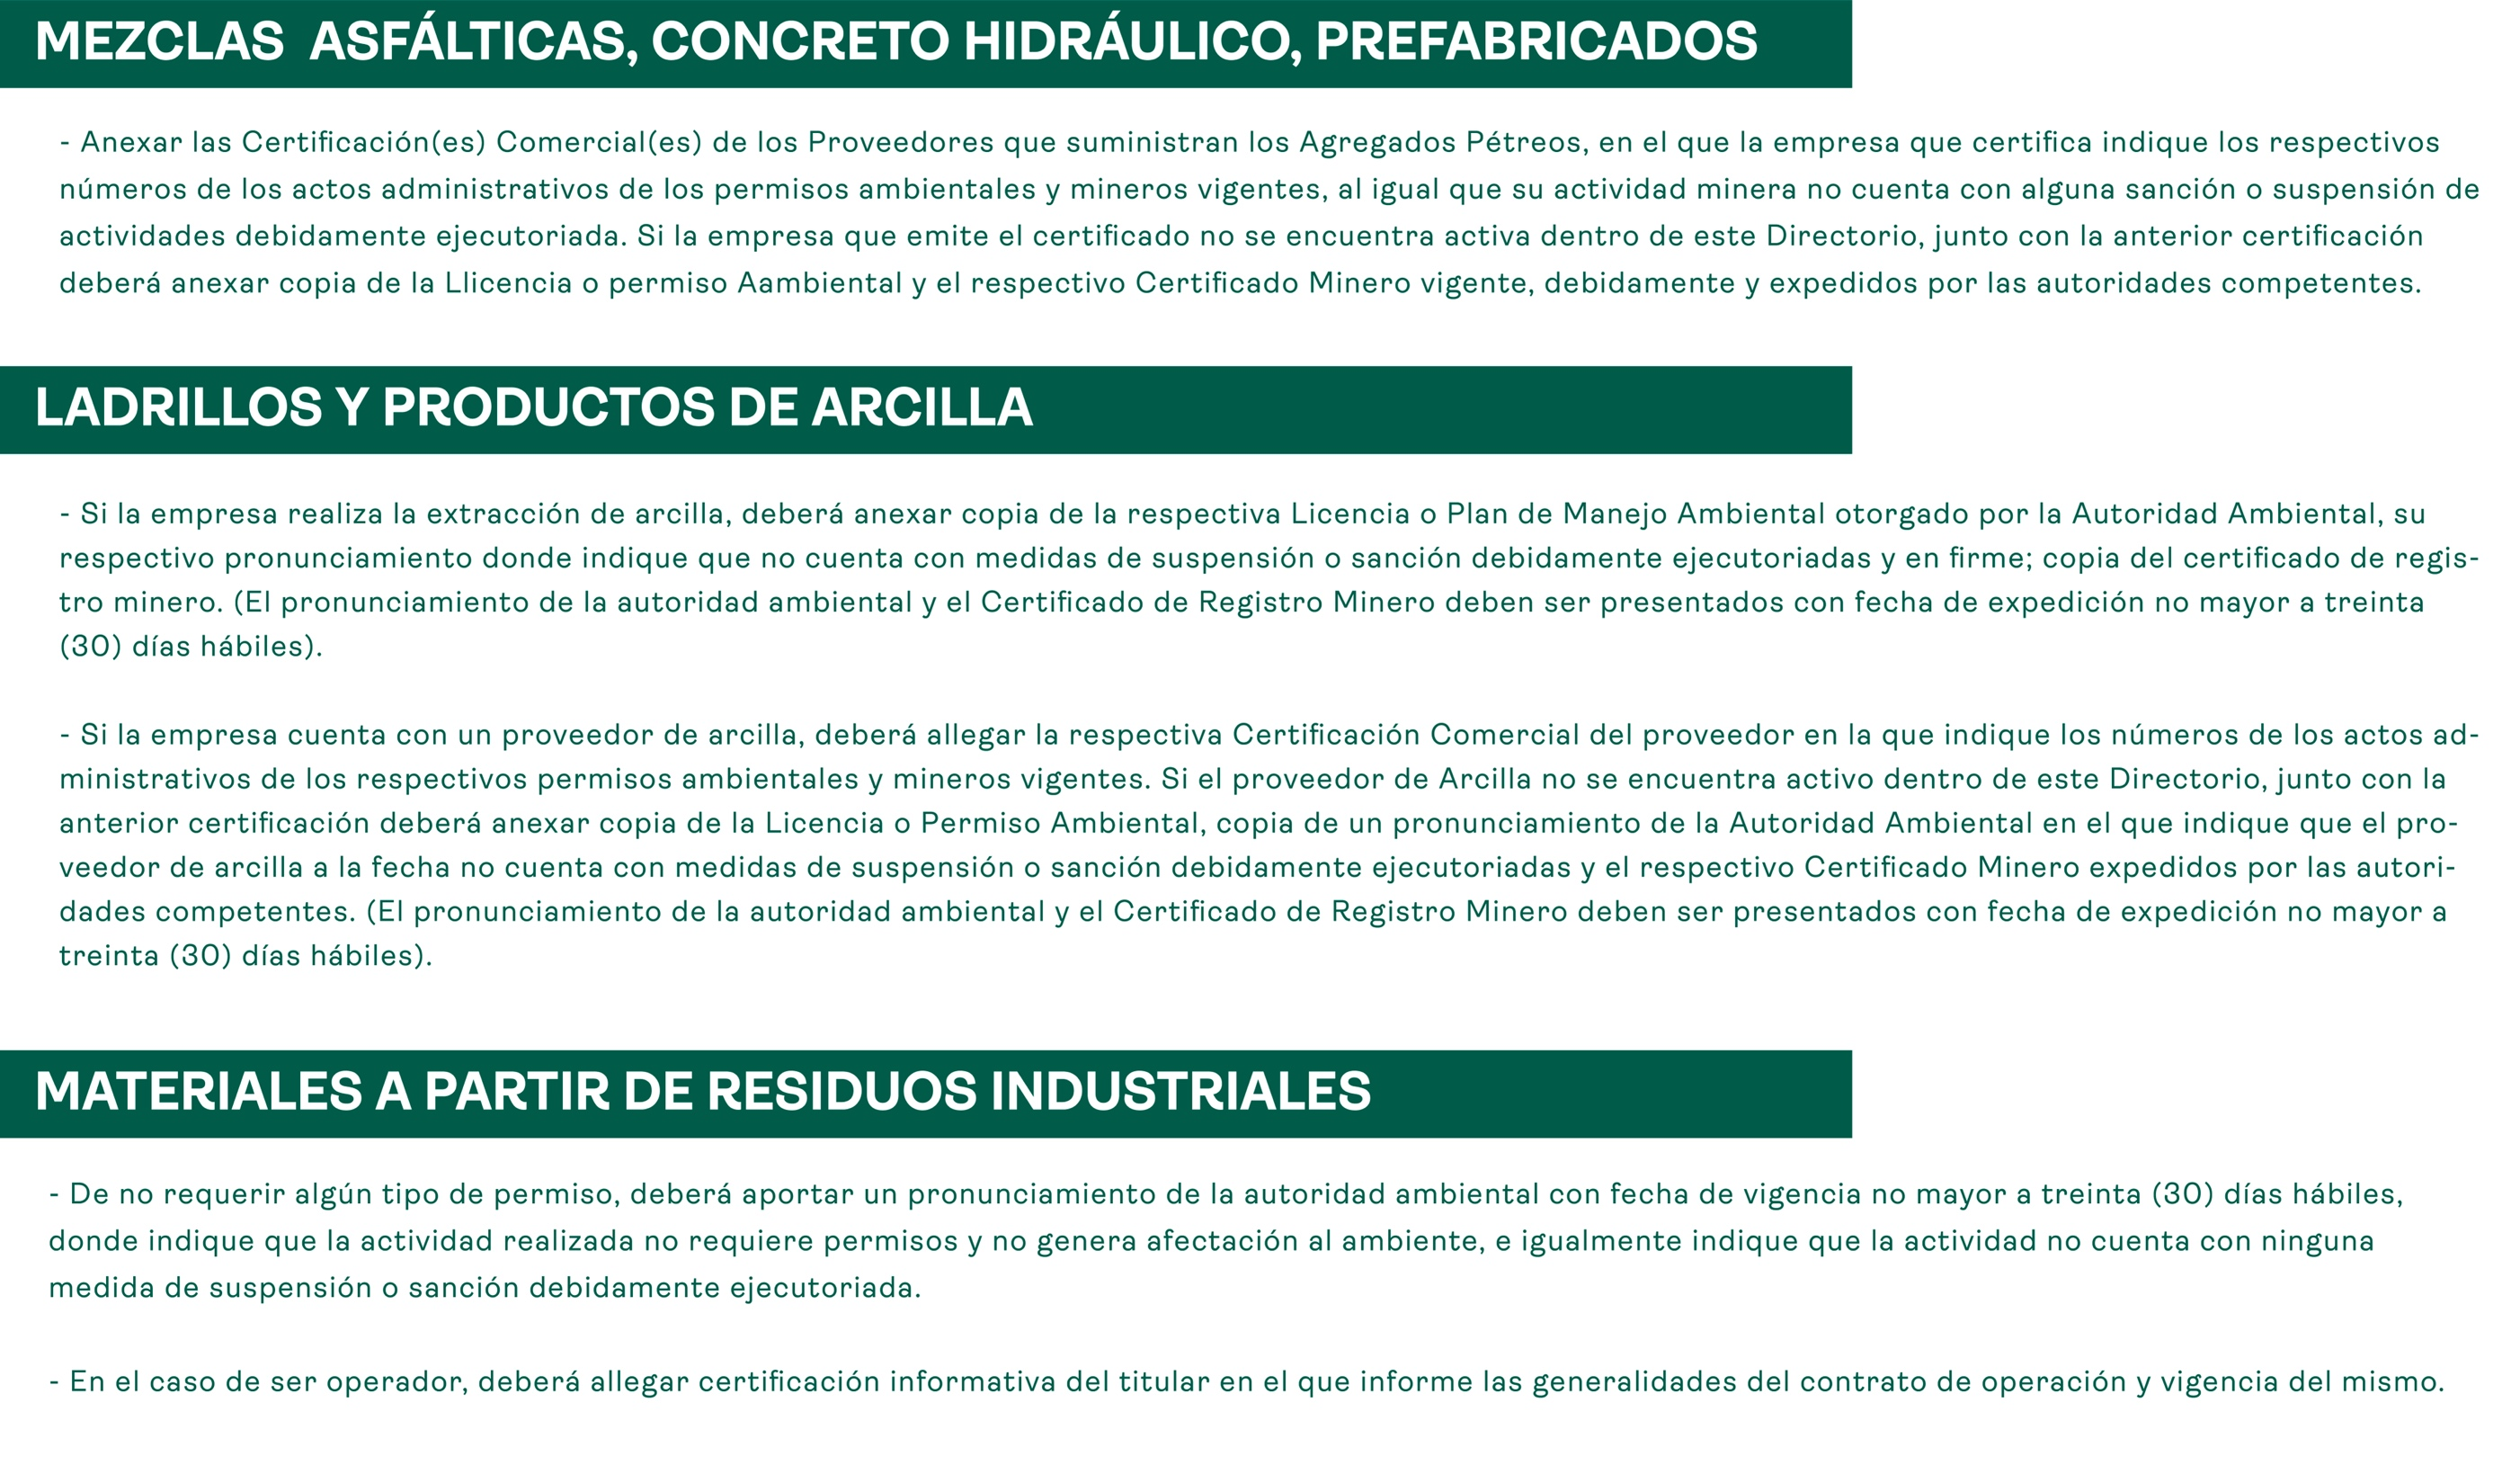 MEZCLAS  ASFÁLTICAS, CONCRETO HIDRÁULICO, PREFABRICADOS
- Anexar las Certificación(es) Comercial(es) de los Proveedores que suministran los Agregados Pétreos, en el que la empresa que certifica indique los respectivos
números de los actos administrativos de los permisos ambientales y mineros vigentes, al igual que su actividad minera no cuenta con alguna sanción o suspensión de
actividades debidamente ejecutoriada. Si la empresa que emite el certificado no se encuentra activa dentro de este Directorio, junto con la anterior certificación
deberá anexar copia de la Llicencia o permiso Aambiental y el respectivo Certificado Minero vigente, debidamente y expedidos por las autoridades competentes.
LADRILLOS Y PRODUCTOS DE ARCILLA
- Si la empresa realiza la extracción de arcilla, deberá anexar copia de la respectiva Licencia o Plan de Manejo Ambiental otorgado por la Autoridad Ambiental, su
respectivo pronunciamiento donde indique que no cuenta con medidas de suspensión o sanción debidamente ejecutoriadas y en firme; copia del certificado de regis-
tro minero. (El pronunciamiento de la autoridad ambiental y el Certificado de Registro Minero deben ser presentados con fecha de expedición no mayor a treinta
(30) días hábiles).
- Si la empresa cuenta con un proveedor de arcilla, deberá allegar la respectiva Certificación Comercial del proveedor en la que indique los números de los actos ad-
ministrativos de los respectivos permisos ambientales y mineros vigentes. Si el proveedor de Arcilla no se encuentra activo dentro de este Directorio, junto con la
anterior certificación deberá anexar copia de la Licencia o Permiso Ambiental, copia de un pronunciamiento de la Autoridad Ambiental en el que indique que el pro-
veedor de arcilla a la fecha no cuenta con medidas de suspensión o sanción debidamente ejecutoriadas y el respectivo Certificado Minero expedidos por las autori-
dades competentes. (El pronunciamiento de la autoridad ambiental y el Certificado de Registro Minero deben ser presentados con fecha de expedición no mayor a
treinta (30) días hábiles).
MATERIALES A PARTIR DE RESIDUOS INDUSTRIALES
- De no requerir algún tipo de permiso, deberá aportar un pronunciamiento de la autoridad ambiental con fecha de vigencia no mayor a treinta (30) días hábiles,
donde indique que la actividad realizada no requiere permisos y no genera afectación al ambiente, e igualmente indique que la actividad no cuenta con ninguna
medida de suspensión o sanción debidamente ejecutoriada.
- En el caso de ser operador, deberá allegar certificación informativa del titular en el que informe las generalidades del contrato de operación y vigencia del mismo.